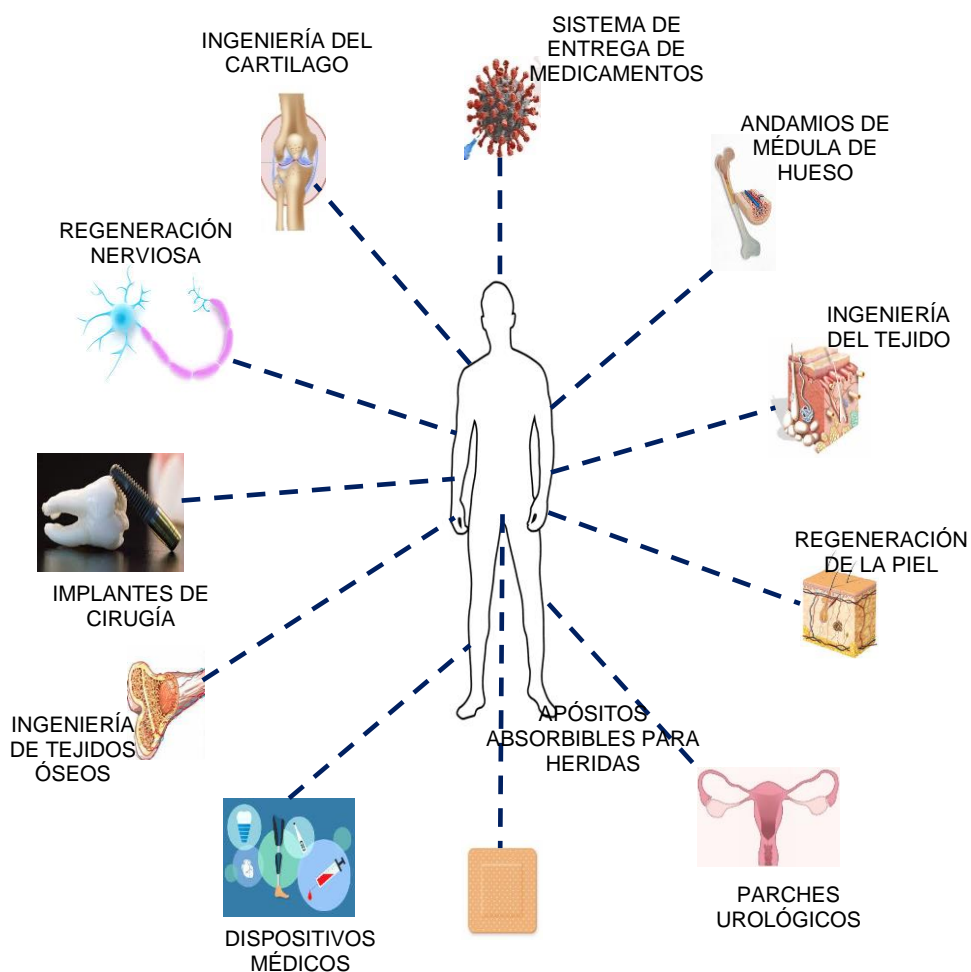 INGENIERÍA DEL
CARTILAGO
SISTEMA DE
ENTREGA DE
MEDICAMENTOS
ANDAMIOS DE
MÉDULA DE
HUESO
REGENERACIÓN
NERVIOSA
INGENIERÍA
DEL TEJIDO
REGENERACIÓN
DE LA PIEL
IMPLANTES DE
CIRUGÍA
INGENIERÍA
DE TEJIDOS
ÓSEOS
APÓSITOS
ABSORBIBLES PARA
HERIDAS
DISPOSITIVOS
MÉDICOS
PARCHES
UROLÓGICOS